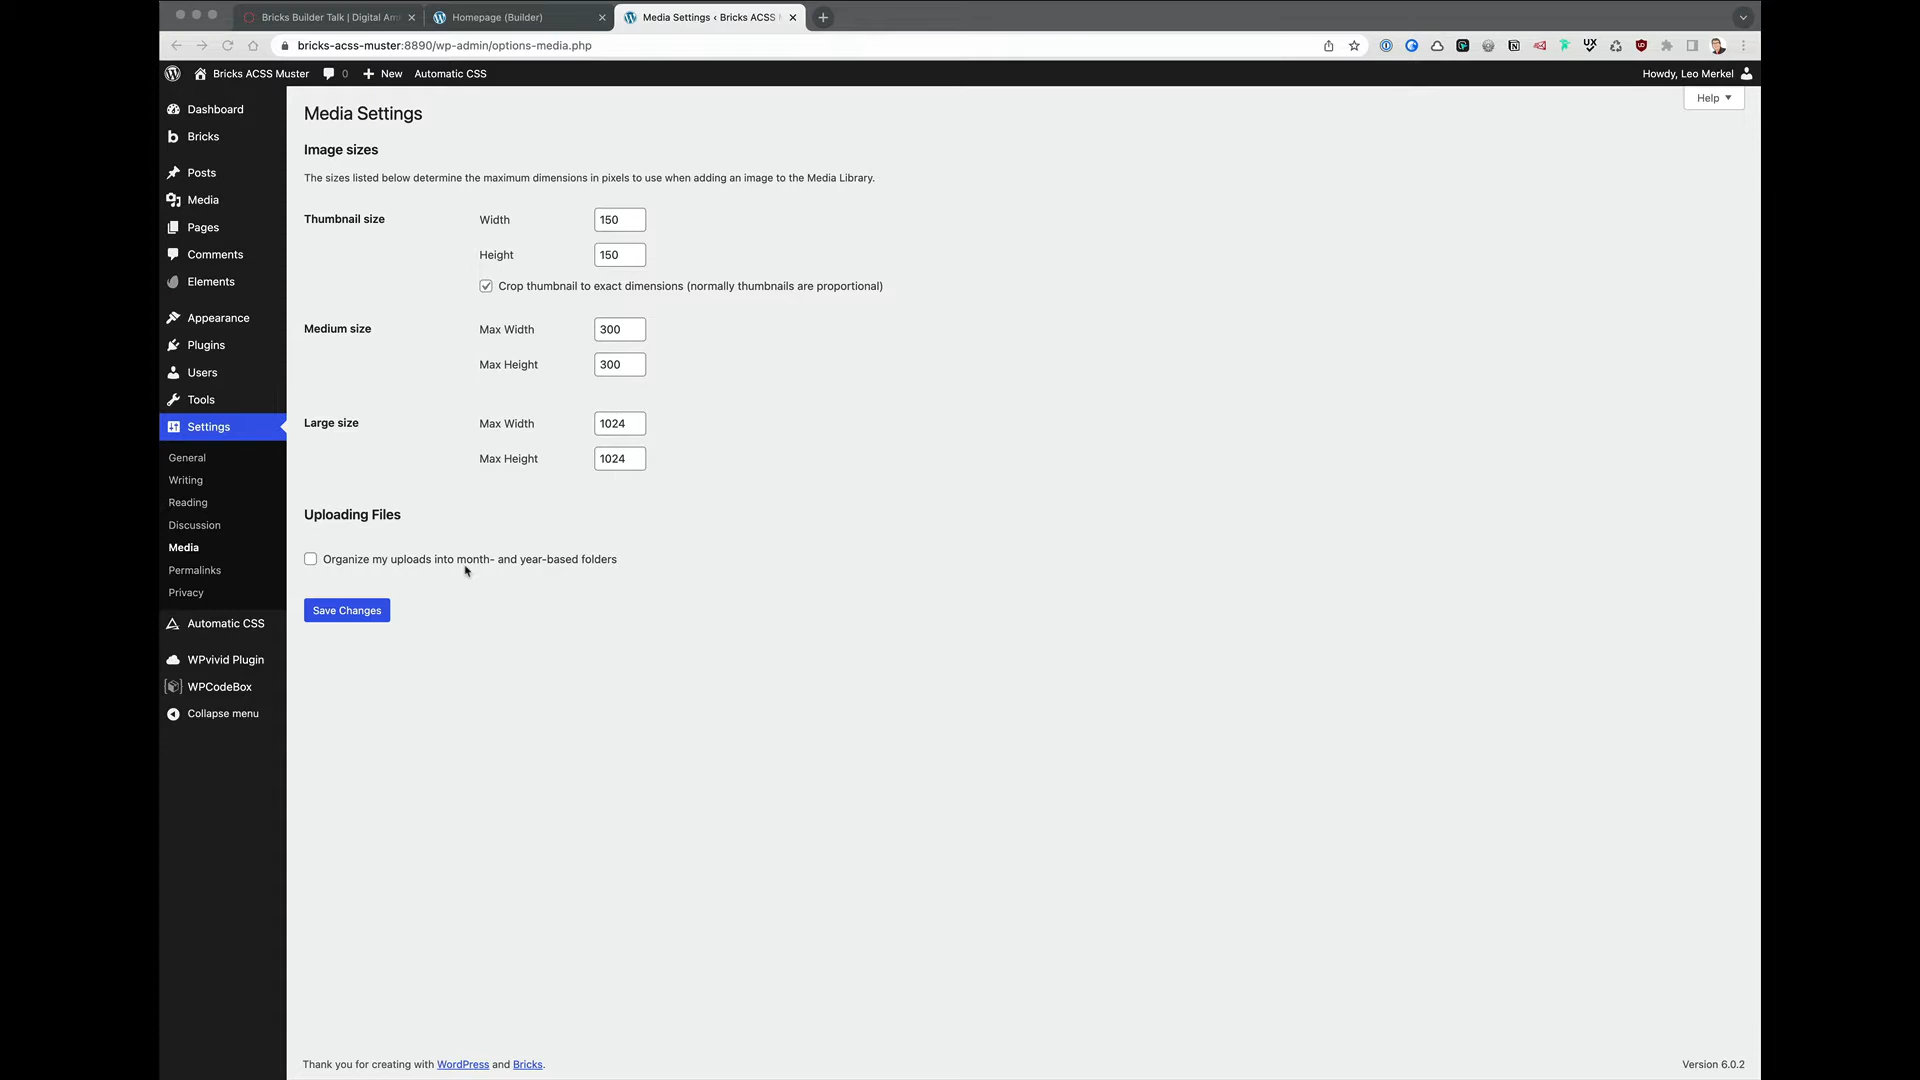 Bricks Builder Talk | Digital Am
Homepage (Builder)
Media Settings ‹ Bricks ACSS
bricks-acss-muster:8890/wp-admin/options-media.php
UX
Bricks ACSS Muster
0
New
Automatic CSS
Howdy, Leo Merkel
Help
Dashboard
Bricks
Posts
Media
Pages
Comments
Elements
Appearance
Plugins
Users
Tools
Settings
General
Writing
Reading
Discussion
Media
Permalinks
Privacy
Automatic CSS
WPvivid Plugin
WPCodeBox
Collapse menu
Media Settings
Image sizes
The sizes listed below determine the maximum dimensions in pixels to use when adding an image to the Media Library.
Thumbnail size
Width
150
Height
150
Crop thumbnail to exact dimensions (normally thumbnails are proportional)
Medium size
Max Width
300
Max Height
300
Large size
Max Width
1024
Max Height
1024
Uploading Files
Organize my uploads into month- and year-based folders
Save Changes
Thank you for creating with WordPress and Bricks.
Version 6.0.2